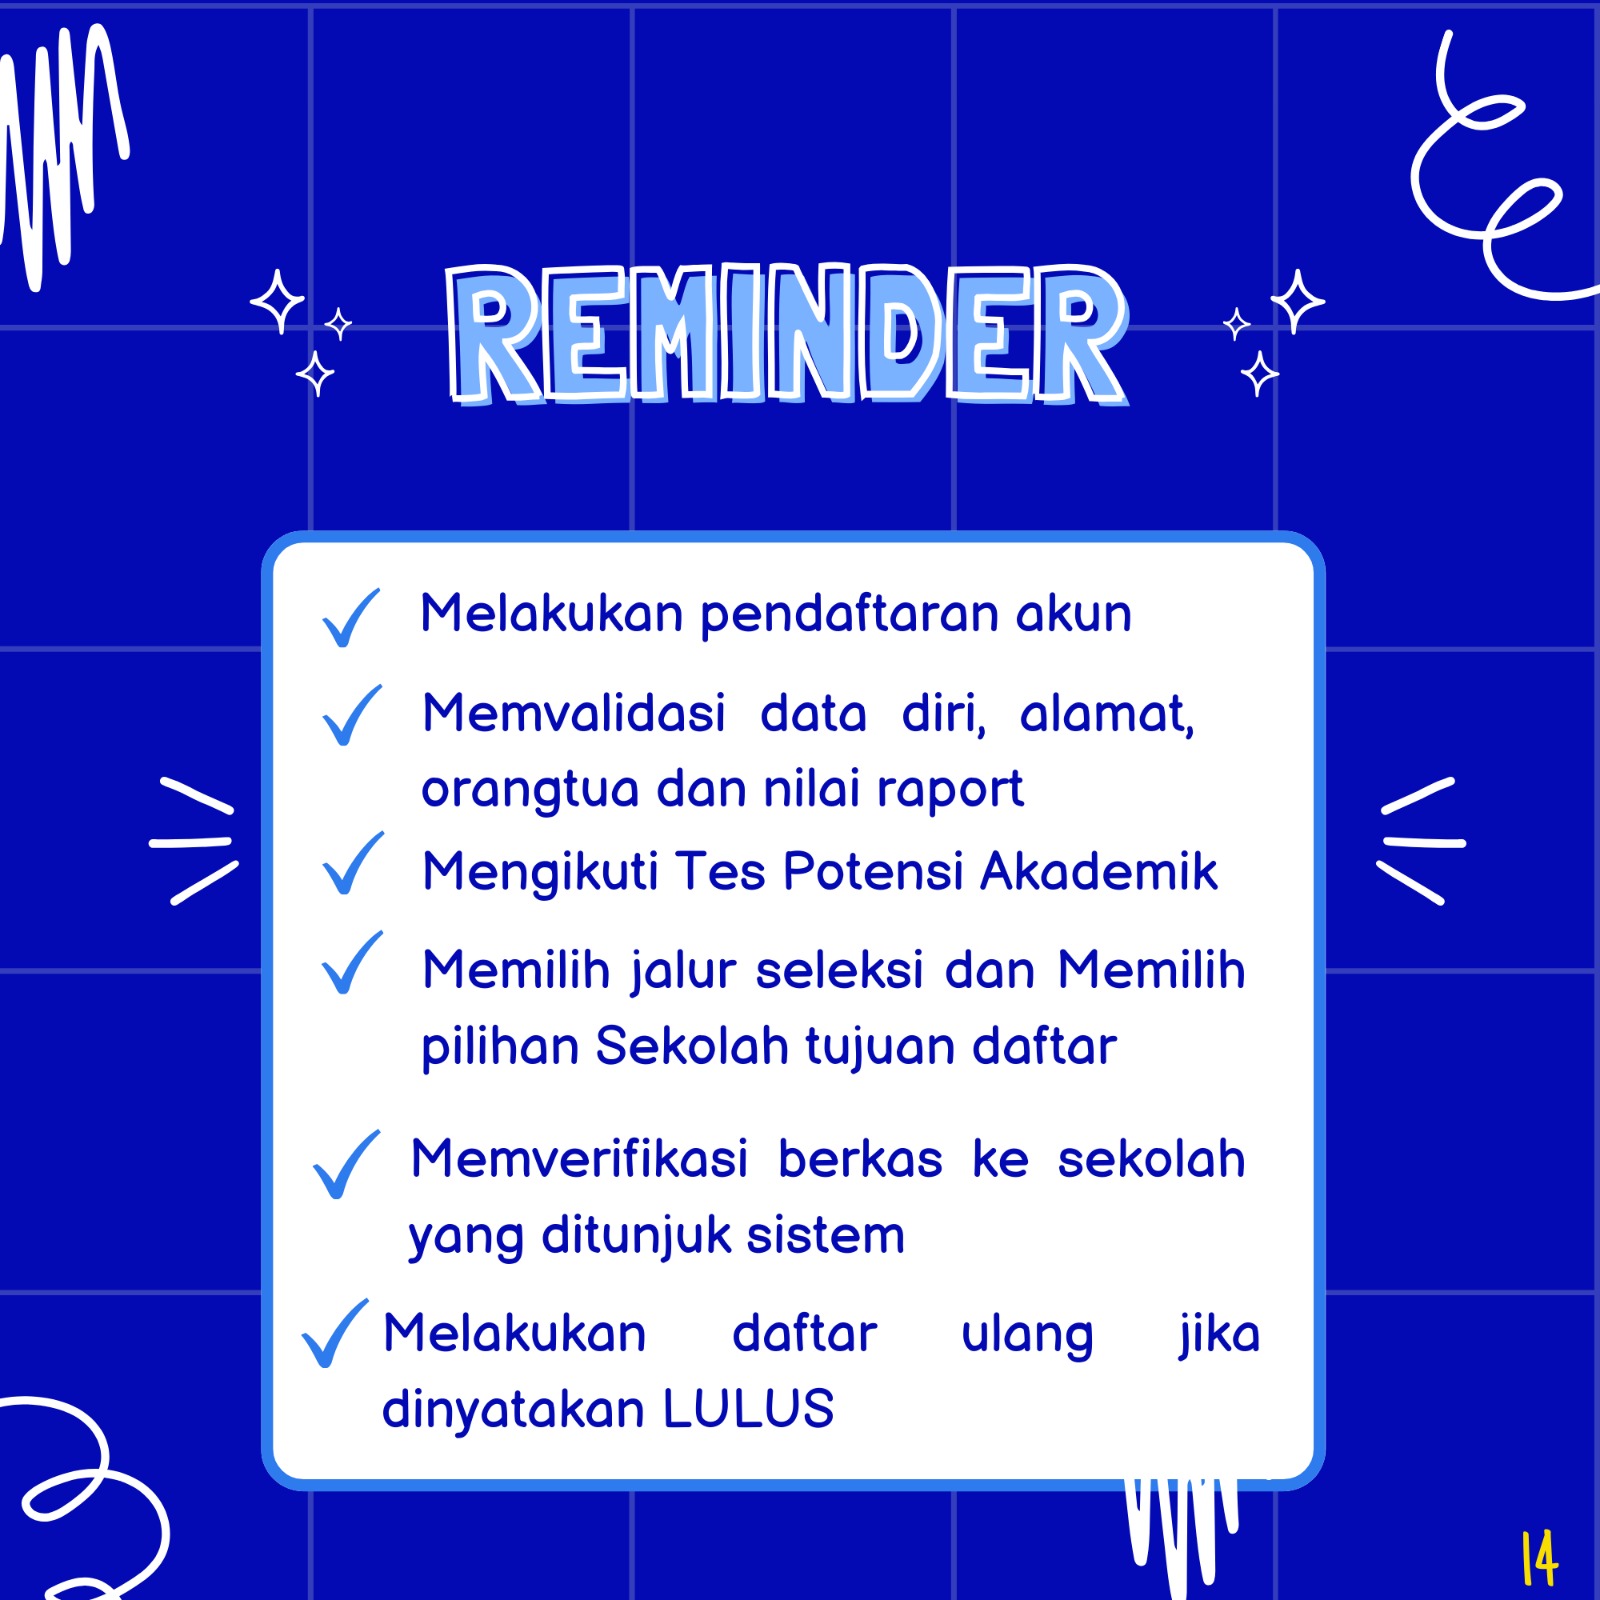 REMINDER
Melakukan pendaftaran akun
Memvalidasi data diri, alamat,
orangtua dan nilai raport
Mengikuti Tes Potensi Akademik
Memilih jalur seleksi dan Memilih
pilihan Sekolah tujuan daftar
Memverifikasi berkas ke sekolah
yang ditunjuk sistem
Melakukan daftar ulang jika
dinyatakan LULUS
14